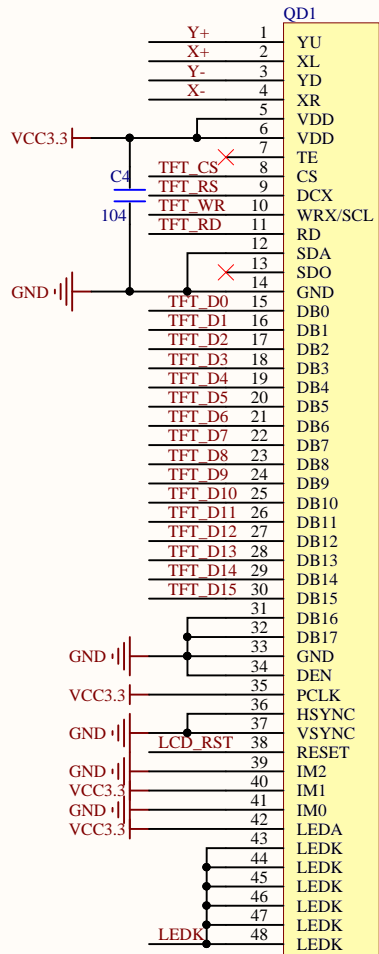 QD1
Y+ 1 YU
X+ 2 XL
Y- 3 YD
X- 4 XR
5 VDD
VCC3.3 6 VDD
7 TE
C4 TFT_CS 8 CS
TFT_RS 9 DCX
104 TFT_WR 10 WRX/SCL
TFT_RD 11 RD
12 SDA
13 SDO
GND 14 GND
TFT_D0 15 DB0
TFT_D1 16 DB1
TFT_D2 17 DB2
TFT_D3 18 DB3
TFT_D4 19 DB4
TFT_D5 20 DB5
TFT_D6 21 DB6
TFT_D7 22 DB7
TFT_D8 23 DB8
TFT_D9 24 DB9
TFT_D10 25 DB10
TFT_D11 26 DB11
TFT_D12 27 DB12
TFT_D13 28 DB13
TFT_D14 29 DB14
TFT_D15 30 DB15
31 DB16
32 DB17
GND 33 GND
34 DEN
VCC3.3 35 PCLK
36 HSYNC
GND 37 VSYNC
LCD_RST 38 RESET
GND 39 IM2
VCC3.3 40 IM1
GND 41 IM0
VCC3.3 42 LEDA
43 LEDK
44 LEDK
45 LEDK
46 LEDK
47 LEDK
LEDK 48 LEDK